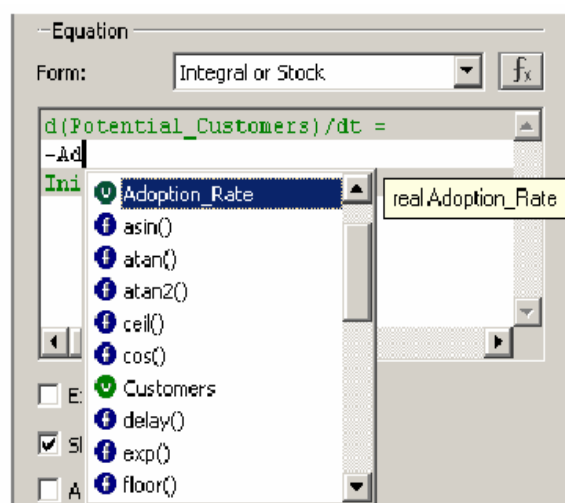 Equation
Form: Integral or Stock fx
d(Potential_Customers)/dt =
-Ad
Ini
Adoption_Rate real Adoption_Rate
asin()
atan()
atan2()
ceil()
cos()
Customers
delay()
exp()
floor()